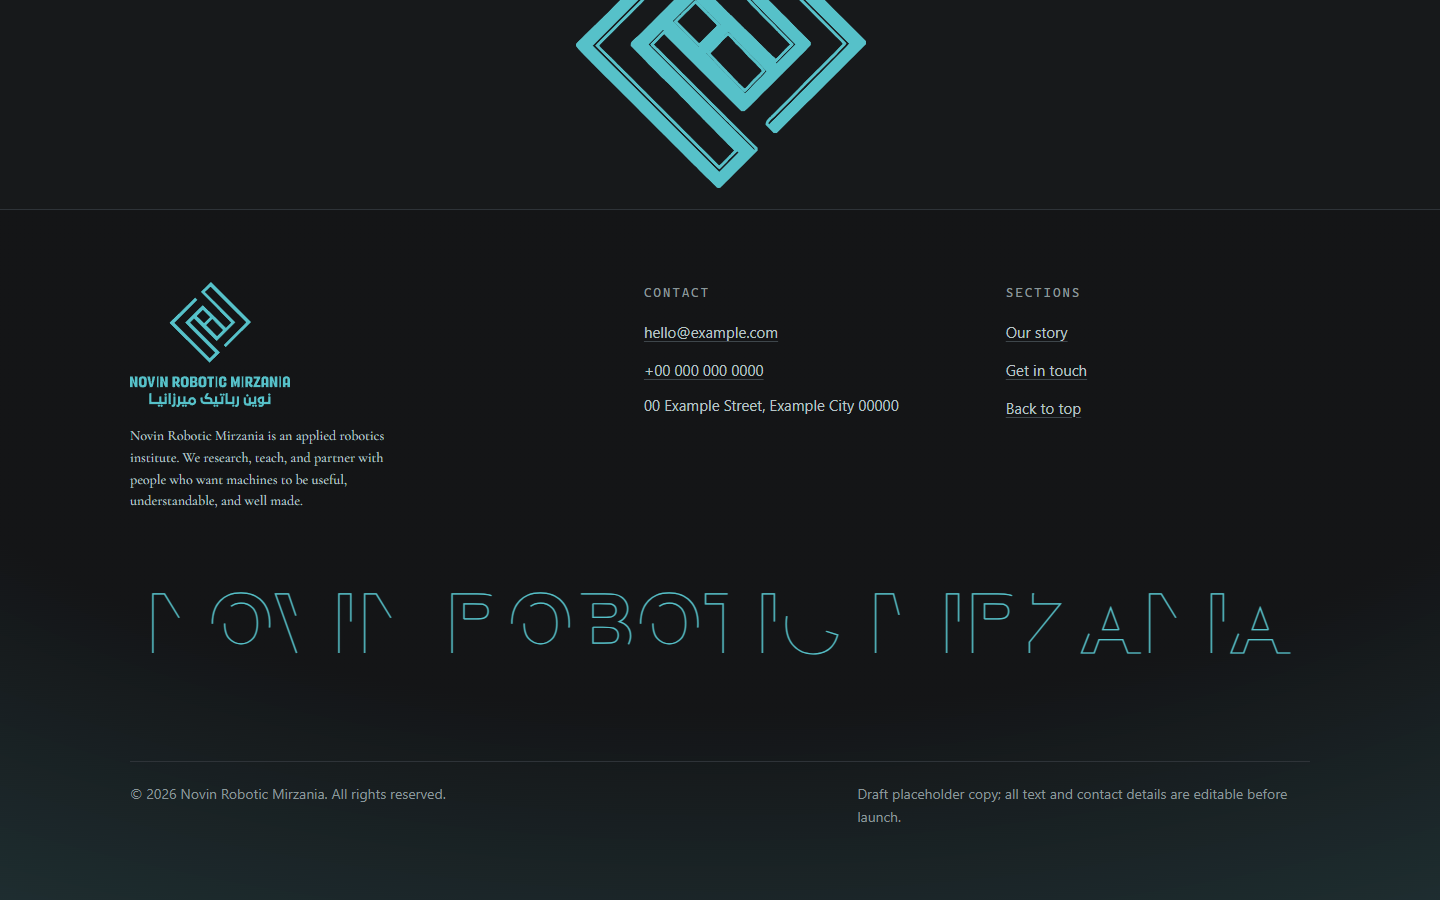 NOVIN ROBOTIC MIRZANIA
نوین رباتیک میرزانیا
Novin Robotic Mirzania is an applied robotics
institute. We research, teach, and partner with
people who want machines to be useful,
understandable, and well made.
CONTACT
hello@example.com
+00 000 000 0000
00 Example Street, Example City 00000
SECTIONS
Our story
Get in touch
Back to top
NOVIN ROBOTIC MIRZANIA
© 2026 Novin Robotic Mirzania. All rights reserved.
Draft placeholder copy; all text and contact details are editable before
launch.